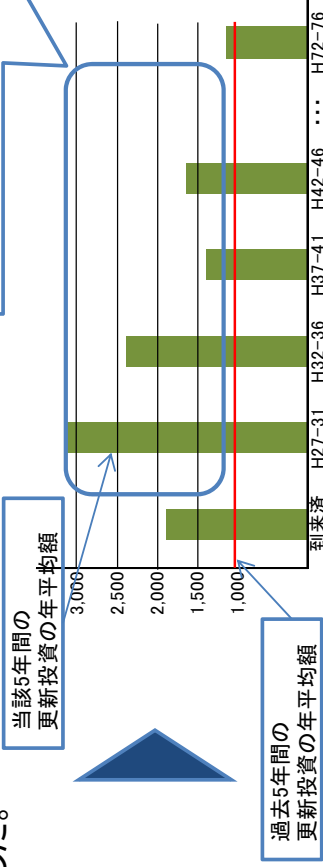 った。
当該5年間の
更新投資の年平均額
過去5年間の
更新投資の年平均額
3,000
2,500
2,000
1,500
1,000
到来済
H27-31
H32-36
H37-41
H42-46
…
H72-76